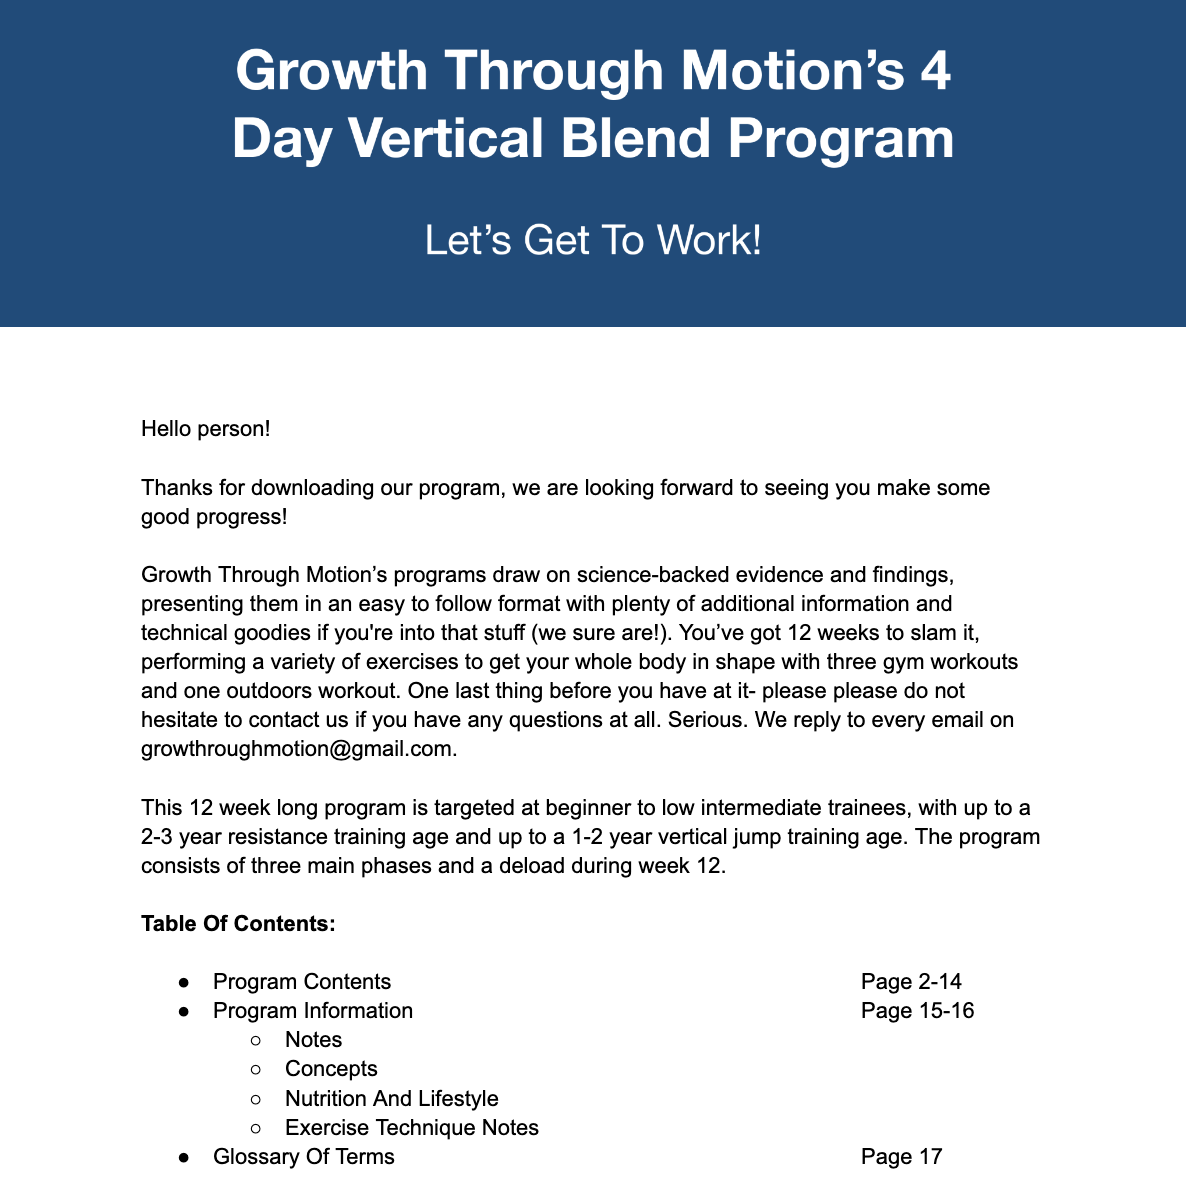 Growth Through Motion’s 4
Day Vertical Blend Program
Let’s Get To Work!
Hello person!
Thanks for downloading our program, we are looking forward to seeing you make some
good progress!
Growth Through Motion’s programs draw on science-backed evidence and findings,
presenting them in an easy to follow format with plenty of additional information and
technical goodies if you're into that stuff (we sure are!). You’ve got 12 weeks to slam it,
performing a variety of exercises to get your whole body in shape with three gym workouts
and one outdoors workout. One last thing before you have at it- please please do not
hesitate to contact us if you have any questions at all. Serious. We reply to every email on
growthroughmotion@gmail.com.
This 12 week long program is targeted at beginner to low intermediate trainees, with up to a
2-3 year resistance training age and up to a 1-2 year vertical jump training age. The program
consists of three main phases and a deload during week 12.
Table Of Contents:
● Program Contents Page 2-14
● Program Information Page 15-16
○ Notes
○ Concepts
○ Nutrition And Lifestyle
○ Exercise Technique Notes
● Glossary Of Terms Page 17